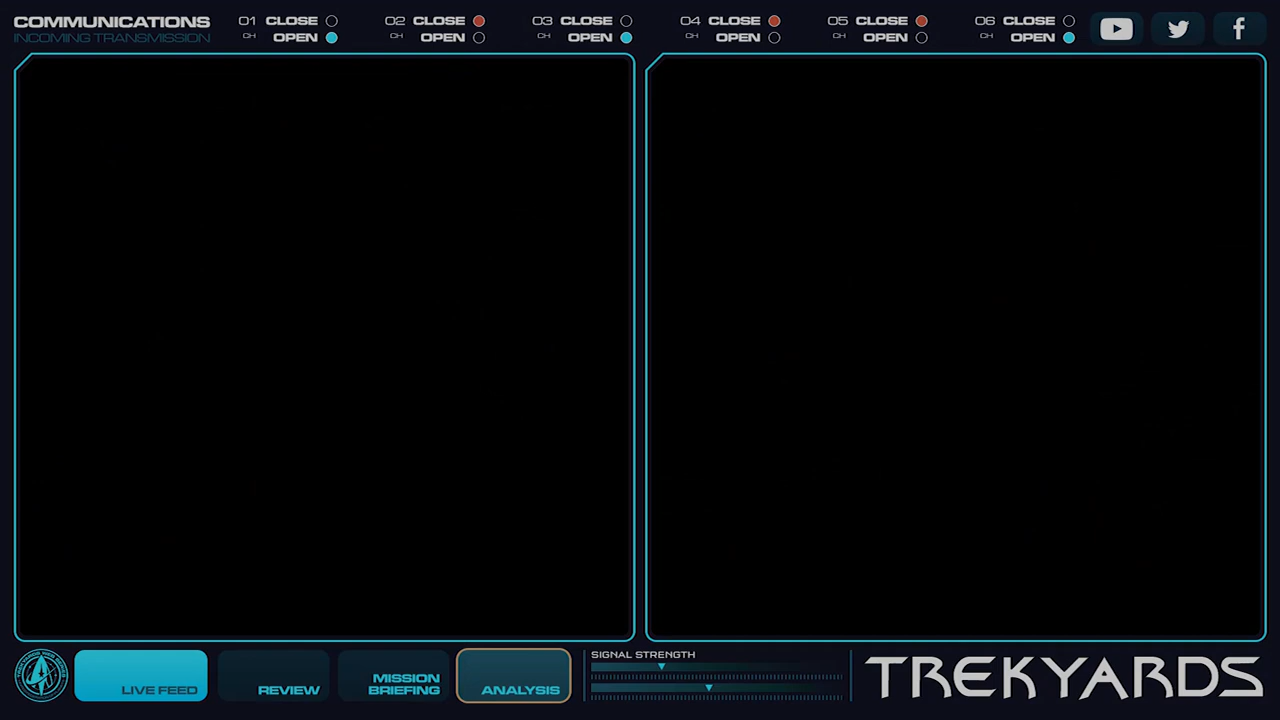 COMMUNICATIONS
INCOMING TRANSMISSION
01 CLOSE
CH OPEN
02 CLOSE
CH OPEN
03 CLOSE
CH OPEN
04 CLOSE
CH OPEN
05 CLOSE
CH OPEN
06 CLOSE
CH OPEN
LIVE FEED
REVIEW
MISSION
BRIEFING
ANALYSIS
SIGNAL STRENGTH
TREKYARDS